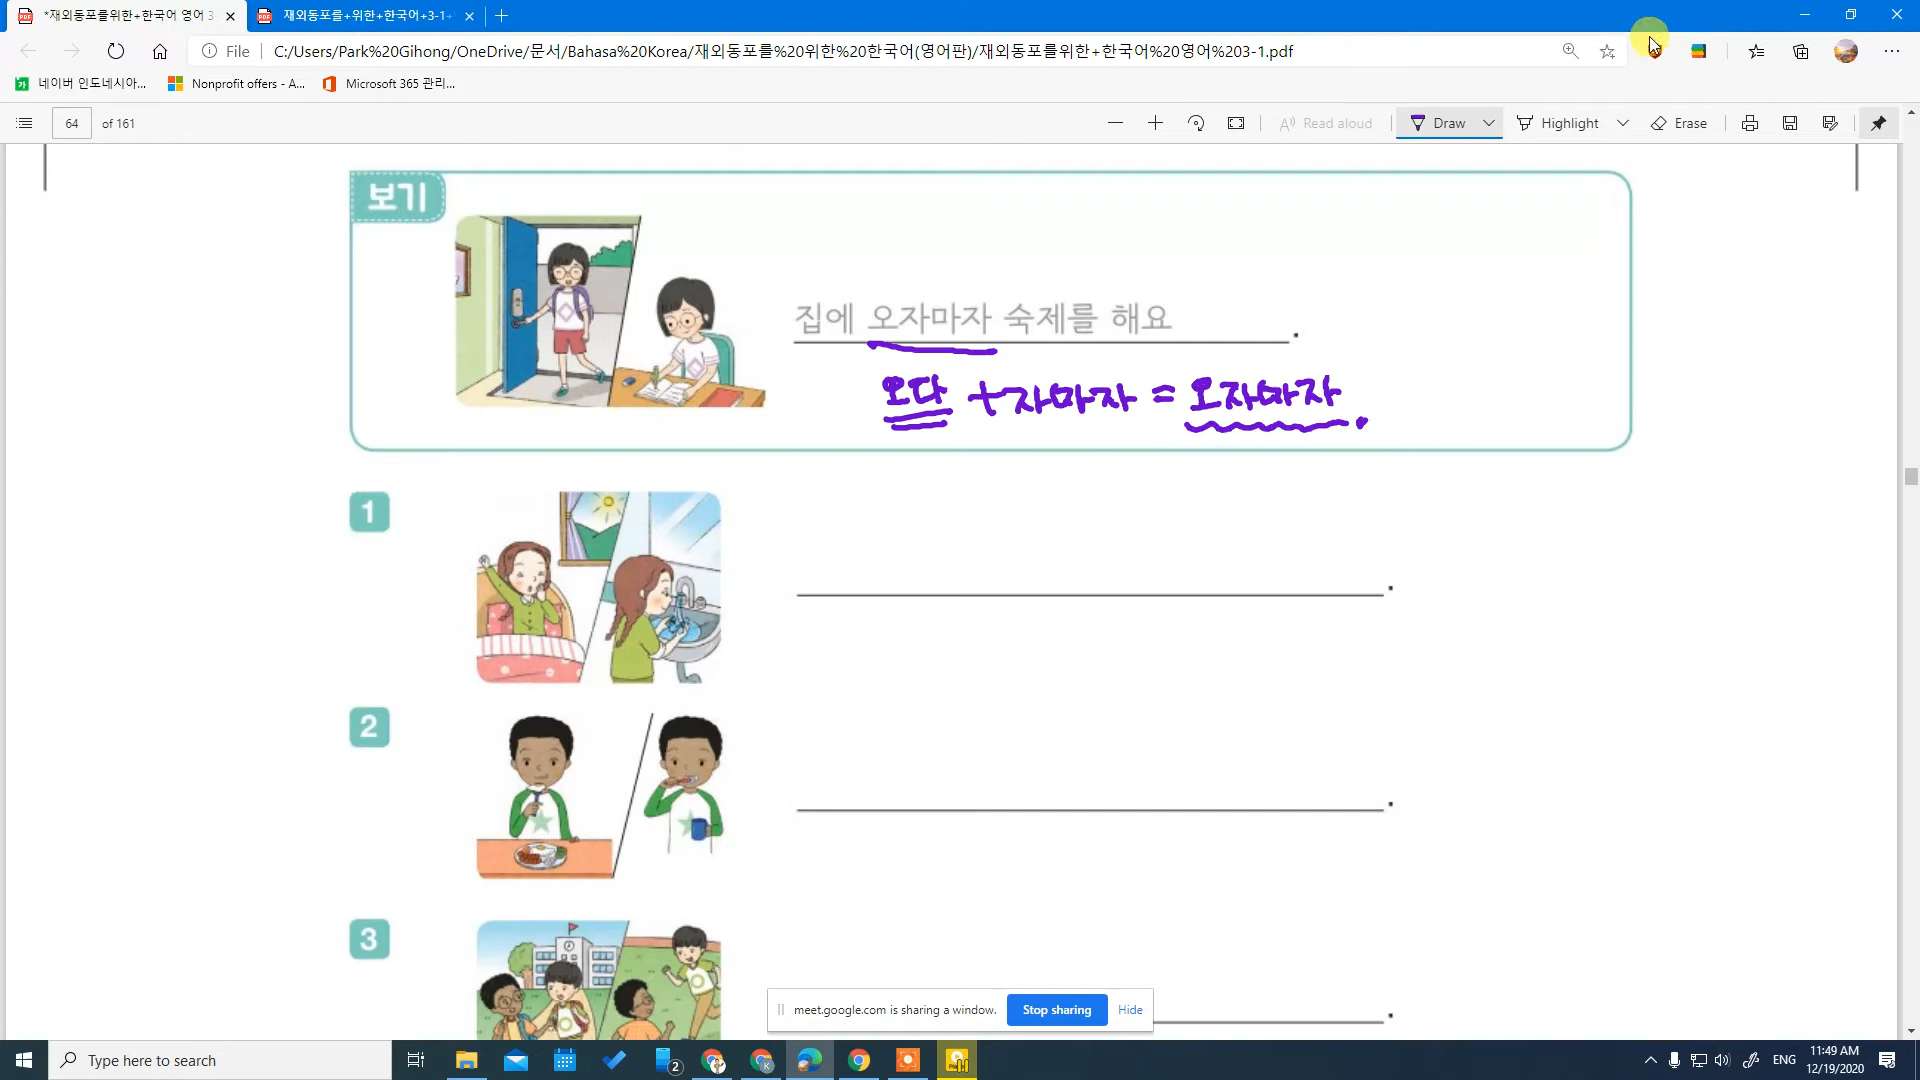 *재외동포를위한+한국어 영어 3
재외동포를+위한+한국어+3-1+
File
C:/Users/Park%20Gihong/OneDrive/문서/Bahasa%20Korea/재외동포를%20위한%20한국어(영어판)/재외동포를위한+한국어%20영어%203-1.pdf
네이버 인도네시아...
Nonprofit offers - A...
Microsoft 365 관리...
64 of 161
Read aloud
Draw
Highlight
Erase
보기
집에 오자마자 숙제를 해요.
오다 + 자마자 = 오자마자.
1
2
3
meet.google.com is sharing a window.
Stop sharing
Hide
Type here to search
2
K
ENG
11:49 AM
12/19/2020